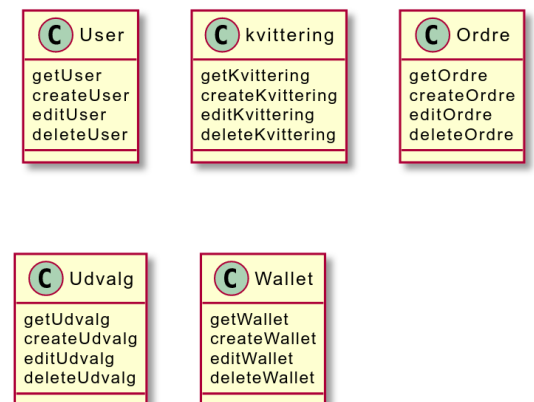 C User
getUser
createUser
editUser
deleteUser
C kvittering
getKvittering
createKvittering
editKvittering
deleteKvittering
C Ordre
getOrdre
createOrdre
editOrdre
deleteOrdre
C Udvalg
getUdvalg
createUdvalg
editUdvalg
deleteUdvalg
C Wallet
getWallet
createWallet
editWallet
deleteWallet